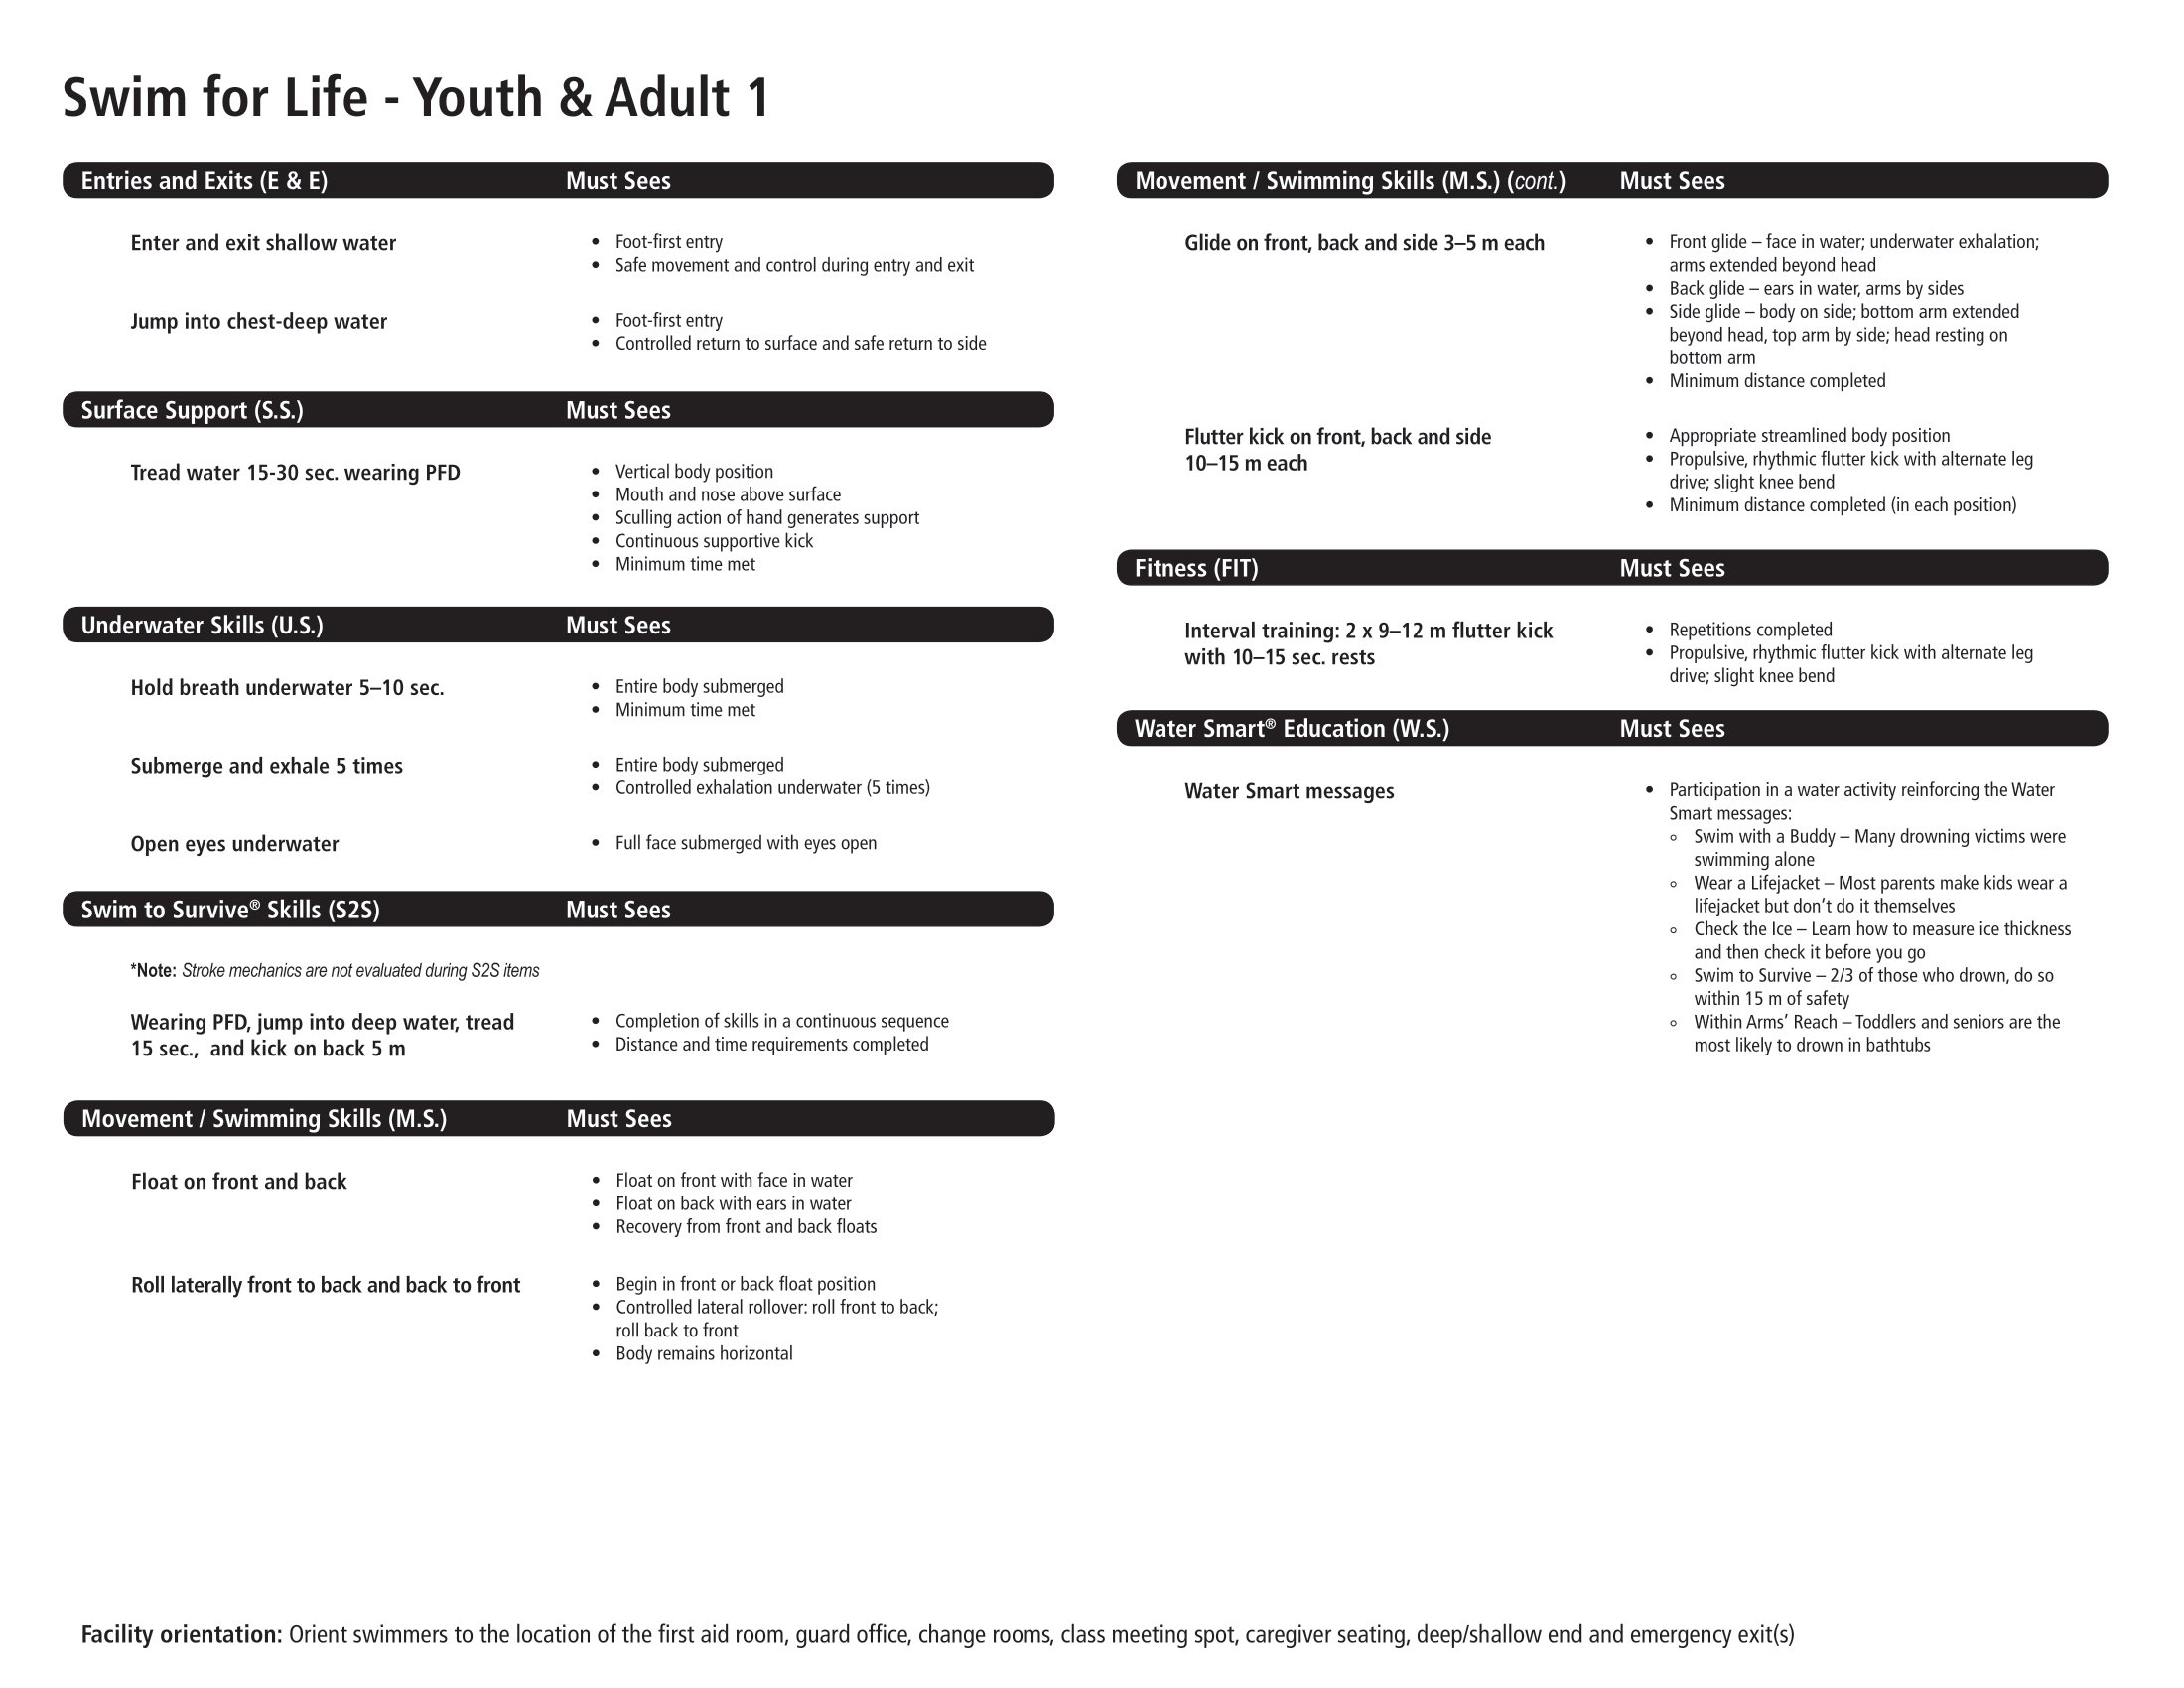 Swim for Life - Youth & Adult 1
Entries and Exits (E & E) Must Sees
Enter and exit shallow water
• Foot-first entry
• Safe movement and control during entry and exit
Jump into chest-deep water
• Foot-first entry
• Controlled return to surface and safe return to side
Surface Support (S.S.) Must Sees
Tread water 15-30 sec. wearing PFD
• Vertical body position
• Mouth and nose above surface
• Sculling action of hand generates support
• Continuous supportive kick
• Minimum time met
Underwater Skills (U.S.) Must Sees
Hold breath underwater 5–10 sec.
• Entire body submerged
• Minimum time met
Submerge and exhale 5 times
• Entire body submerged
• Controlled exhalation underwater (5 times)
Open eyes underwater
• Full face submerged with eyes open
Swim to Survive® Skills (S2S) Must Sees
*Note: Stroke mechanics are not evaluated during S2S items
Wearing PFD, jump into deep water, tread
15 sec., and kick on back 5 m
• Completion of skills in a continuous sequence
• Distance and time requirements completed
Movement / Swimming Skills (M.S.) Must Sees
Float on front and back
• Float on front with face in water
• Float on back with ears in water
• Recovery from front and back floats
Roll laterally front to back and back to front
• Begin in front or back float position
• Controlled lateral rollover: roll front to back;
roll back to front
• Body remains horizontal
Movement / Swimming Skills (M.S.) (cont.) Must Sees
Glide on front, back and side 3–5 m each
• Front glide – face in water; underwater exhalation;
arms extended beyond head
• Back glide – ears in water, arms by sides
• Side glide – body on side; bottom arm extended
beyond head, top arm by side; head resting on
bottom arm
• Minimum distance completed
Flutter kick on front, back and side
10–15 m each
• Appropriate streamlined body position
• Propulsive, rhythmic flutter kick with alternate leg
drive; slight knee bend
• Minimum distance completed (in each position)
Fitness (FIT) Must Sees
Interval training: 2 x 9–12 m flutter kick
with 10–15 sec. rests
• Repetitions completed
• Propulsive, rhythmic flutter kick with alternate leg
drive; slight knee bend
Water Smart® Education (W.S.) Must Sees
Water Smart messages
• Participation in a water activity reinforcing the Water
Smart messages:
○ Swim with a Buddy – Many drowning victims were
swimming alone
○ Wear a Lifejacket – Most parents make kids wear a
lifejacket but don’t do it themselves
○ Check the Ice – Learn how to measure ice thickness
and then check it before you go
○ Swim to Survive – 2/3 of those who drown, do so
within 15 m of safety
○ Within Arms’ Reach – Toddlers and seniors are the
most likely to drown in bathtubs
Facility orientation: Orient swimmers to the location of the first aid room, guard office, change rooms, class meeting spot, caregiver seating, deep/shallow end and emergency exit(s)